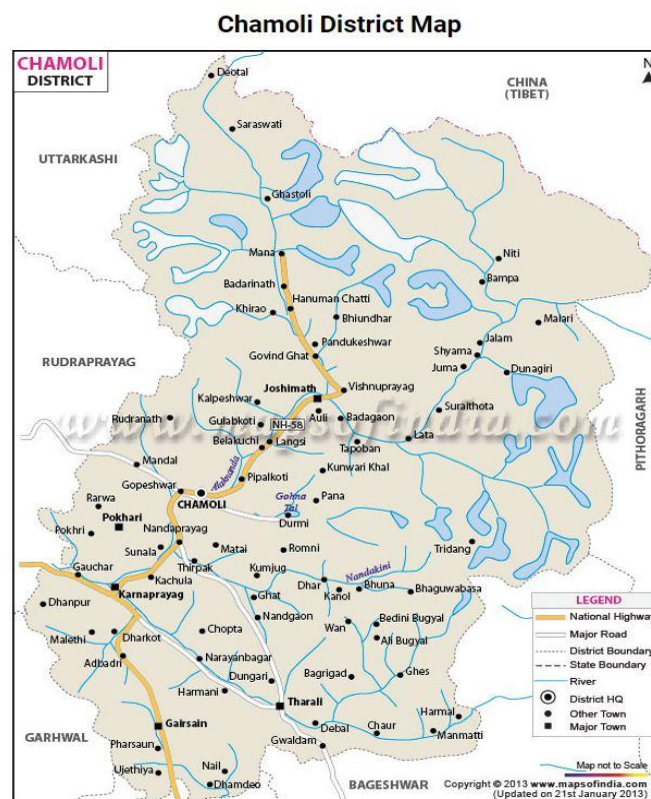 Chamoli District Map
CHAMOLI
DISTRICT
N
CHINA
(TIBET)
UTTARKASHI
RUDRAPRAYAG
PITHORAGARH
GARHWAL
BAGESHWAR
Deotal
Saraswati
Ghastoli
Mana
Niti
Badarinath
Bampa
Hanuman Chatti
Khirao
Bhiundhar
Malari
Pandukeshwar
Jalam
Govind Ghat
Shyama
Juma
Dunagiri
Joshimath
Vishnuprayag
Kalpeshwar
Auli
Badagaon
Suraithota
Rudranath
Gulabkoti
NH-58
Belakuchi
Langsi
Tapoban
Lata
www.mapsofindia.com
Mandal
Kunwari Khal
Alaknanda
Pipalkoti
Gopeshwar
CHAMOLI
Gohna
Tal
Pana
Rarwa
Pokhari
Durmi
Nandaprayag
Pokhri
Sunala
Matai
Romni
Tridang
Thirpak
Gauchar
Kachula
Kumjug
Nandakini
Dhar
Bhuna
Karnaprayag
Ghat
Kanol
Bhaguwabasa
Dhanpur
Nandgaon
Wan
Bedini Bugyal
Malethi
Dharkot
Chopta
Ali Bugyal
Adbadri
Narayanbagar
Dungari
Bagrigad
Ghes
Harmani
Tharali
Gairsain
Debal
Chaur
Harmal
Manmatti
Gwaldam
Pharsaun
Ujethiya
Nail
Dhamdeo
LEGEND
National Highway
Major Road
District Boundary
State Boundary
River
District HQ
Other Town
Major Town
Map not to Scale
Copyright © 2013 www.mapsofindia.com
(Updated on 21st January 2013)